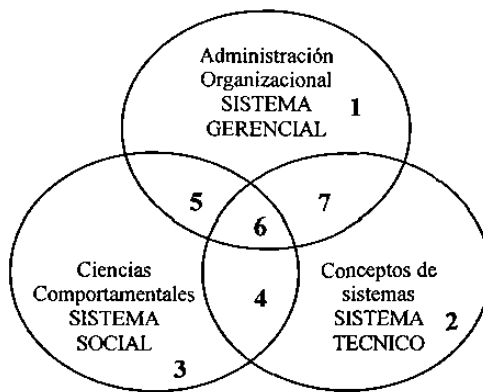 Administración
Organizacional
SISTEMA 1
GERENCIAL
5
7
6
Ciencias
Comportamentales
SISTEMA
SOCIAL
3
4
Conceptos de
sistemas
SISTEMA 2
TECNICO